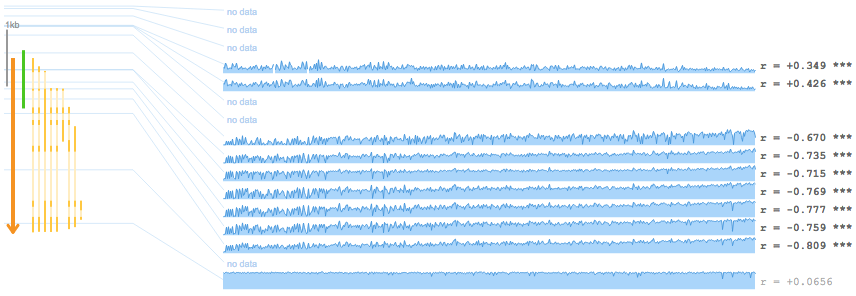 no data
1kb
no data
no data
r = +0.349 ***
r = +0.426 ***
no data
no data
r = -0.670 ***
r = -0.735 ***
r = -0.715 ***
r = -0.769 ***
r = -0.777 ***
r = -0.759 ***
r = -0.809 ***
no data
r = +0.0656